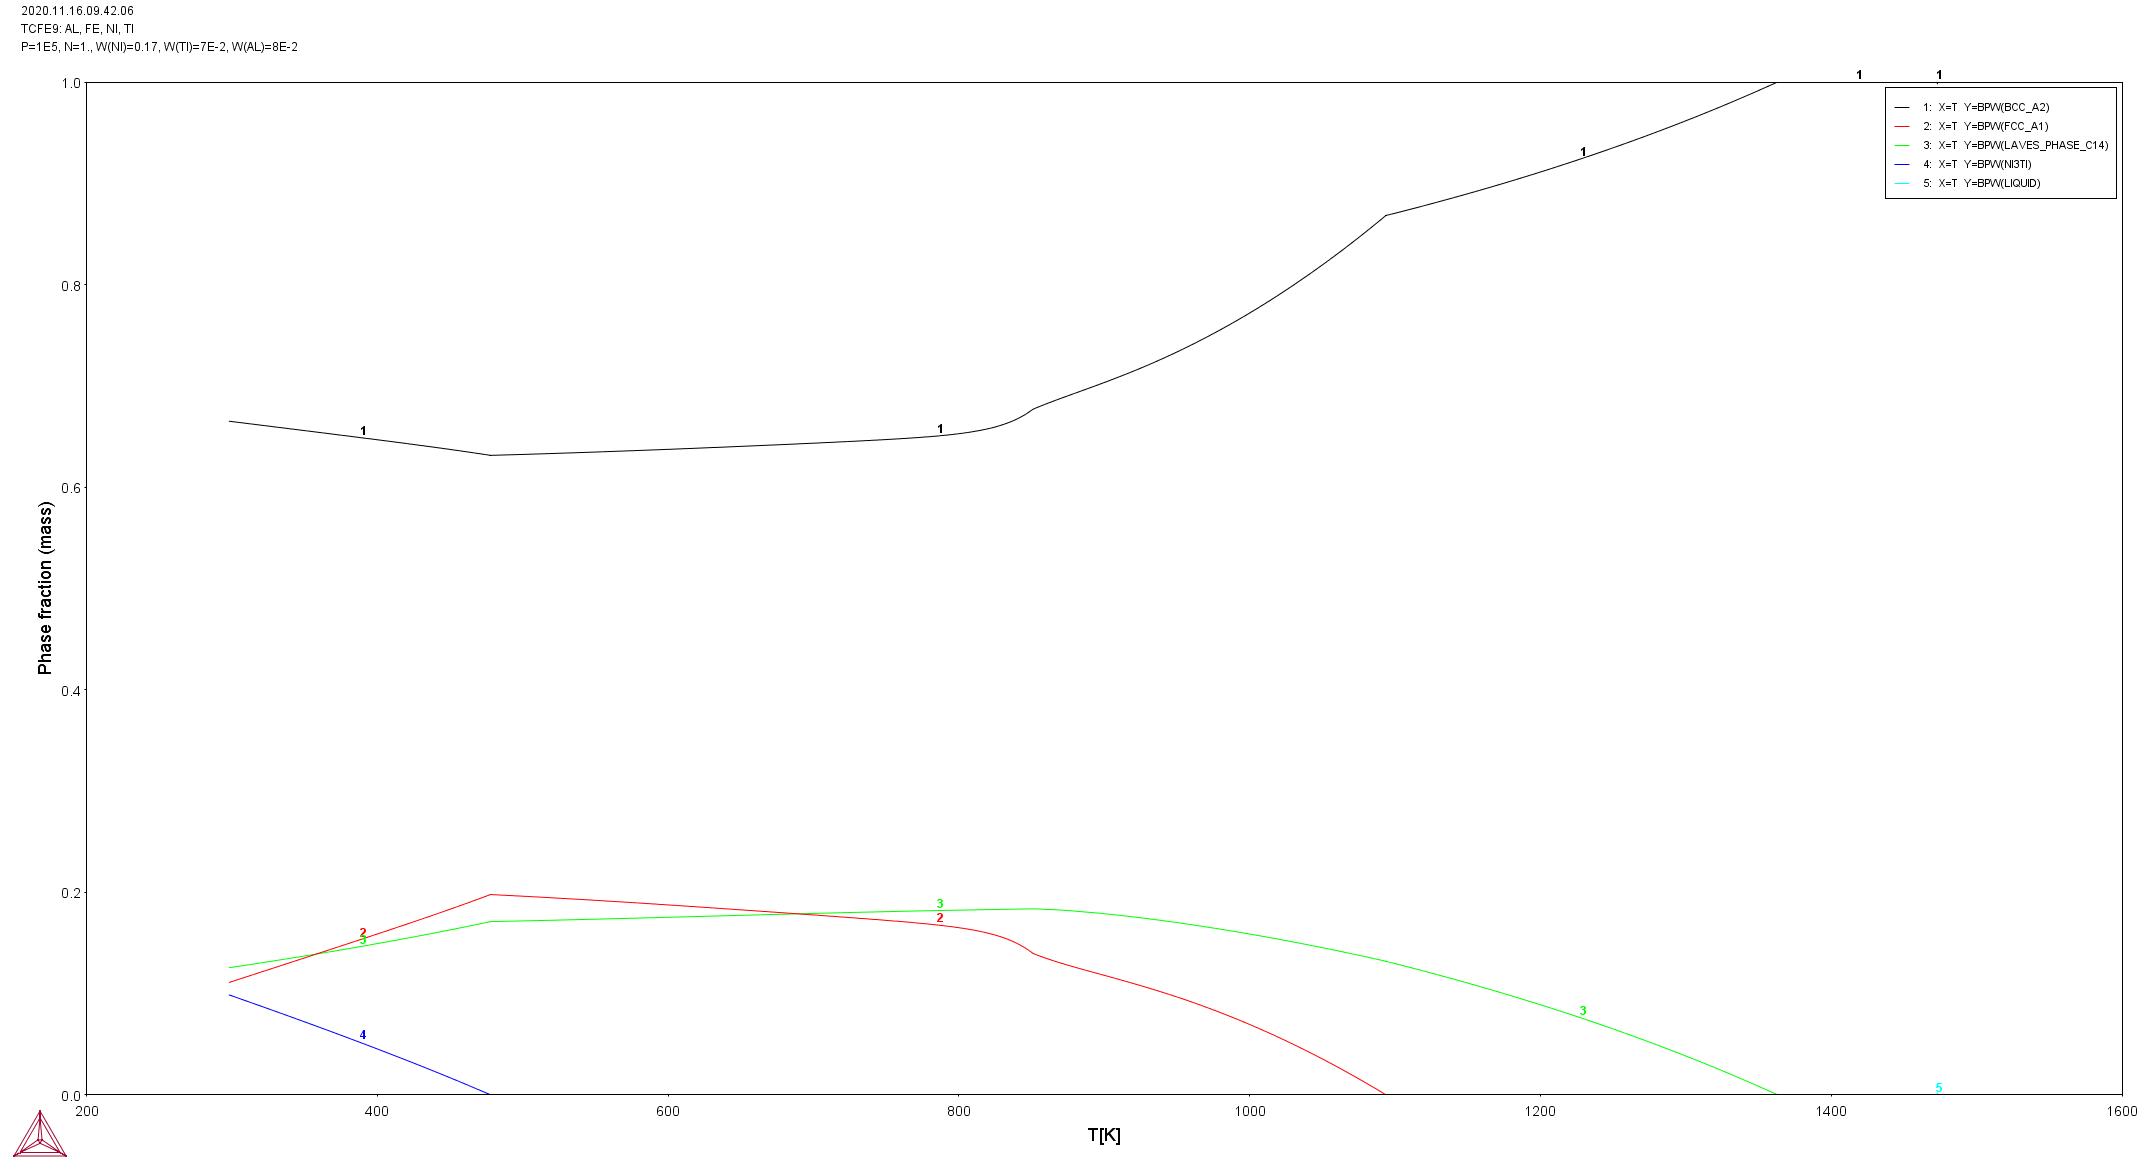 2020.11.16.09.42.06
TCFE9: AL, FE, NI, TI
P=1E5, N=1., W(NI)=0.17, W(TI)=7E-2, W(AL)=8E-2
1 1
1.0
1: X=T Y=BPW(BCC_A2)
2: X=T Y=BPW(FCC_A1)
3: X=T Y=BPW(LAVES_PHASE_C14)
4: X=T Y=BPW(NI3TI)
5: X=T Y=BPW(LIQUID)
1
0.8
1 1
0.6
Phase fraction (mass)
0.4
0.2
3
2
2
3
3
4
5
0.0
200 400 600 800 1000 1200 1400 1600
T[K]